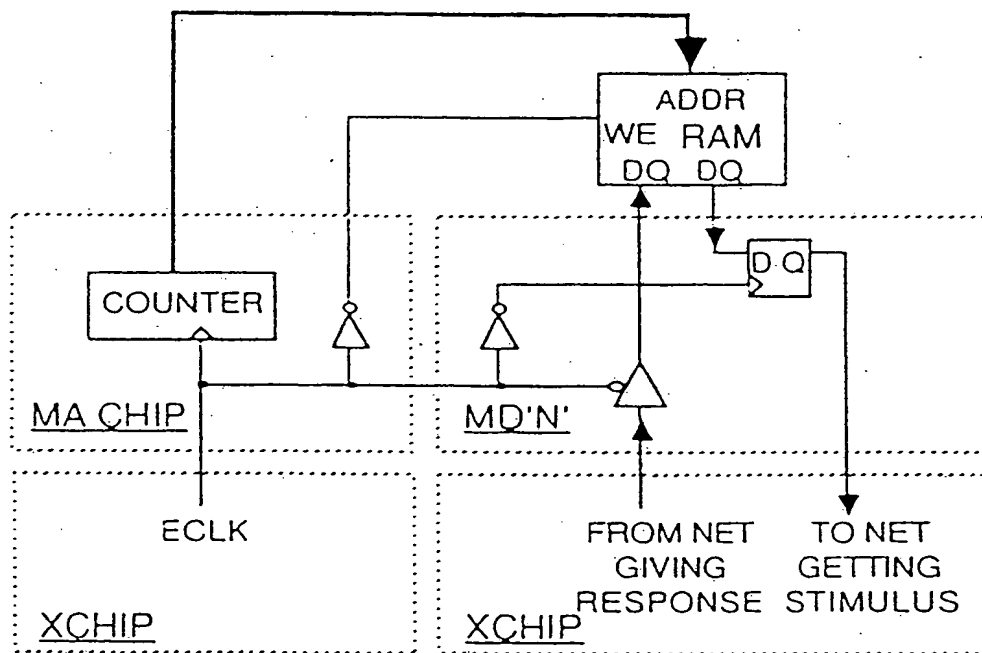 ADDR
WE RAM
DQ DQ
D Q
COUNTER
MA CHIP
MD'N'
ECLK
FROM NET
GIVING
RESPONSE
TO NET
GETTING
STIMULUS
XCHIP
XCHIP